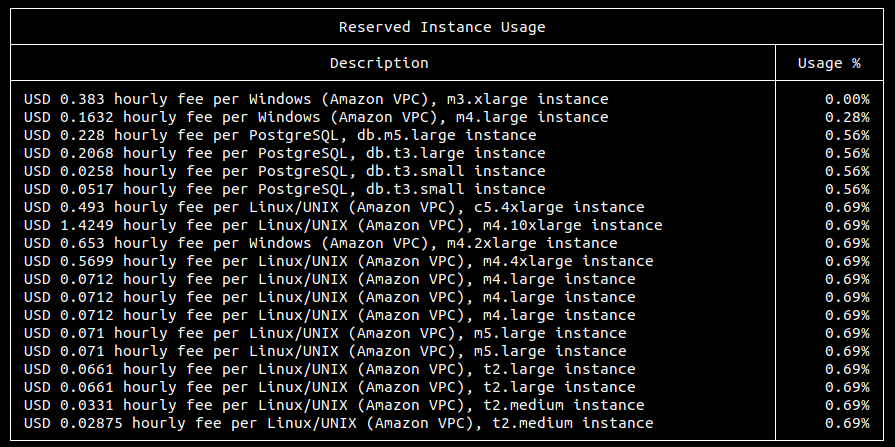 Reserved Instance Usage
Description Usage %
USD 0.383 hourly fee per Windows (Amazon VPC), m3.xlarge instance 0.00%
USD 0.1632 hourly fee per Windows (Amazon VPC), m4.large instance 0.28%
USD 0.228 hourly fee per PostgreSQL, db.m5.large instance 0.56%
USD 0.2068 hourly fee per PostgreSQL, db.t3.large instance 0.56%
USD 0.0258 hourly fee per PostgreSQL, db.t3.small instance 0.56%
USD 0.0517 hourly fee per PostgreSQL, db.t3.small instance 0.56%
USD 0.493 hourly fee per Linux/UNIX (Amazon VPC), c5.4xlarge instance 0.69%
USD 1.4249 hourly fee per Linux/UNIX (Amazon VPC), m4.10xlarge instance 0.69%
USD 0.653 hourly fee per Windows (Amazon VPC), m4.2xlarge instance 0.69%
USD 0.5699 hourly fee per Linux/UNIX (Amazon VPC), m4.4xlarge instance 0.69%
USD 0.0712 hourly fee per Linux/UNIX (Amazon VPC), m4.large instance 0.69%
USD 0.0712 hourly fee per Linux/UNIX (Amazon VPC), m4.large instance 0.69%
USD 0.0712 hourly fee per Linux/UNIX (Amazon VPC), m4.large instance 0.69%
USD 0.071 hourly fee per Linux/UNIX (Amazon VPC), m5.large instance 0.69%
USD 0.071 hourly fee per Linux/UNIX (Amazon VPC), m5.large instance 0.69%
USD 0.0661 hourly fee per Linux/UNIX (Amazon VPC), t2.large instance 0.69%
USD 0.0661 hourly fee per Linux/UNIX (Amazon VPC), t2.large instance 0.69%
USD 0.0331 hourly fee per Linux/UNIX (Amazon VPC), t2.medium instance 0.69%
USD 0.02875 hourly fee per Linux/UNIX (Amazon VPC), t2.medium instance 0.69%